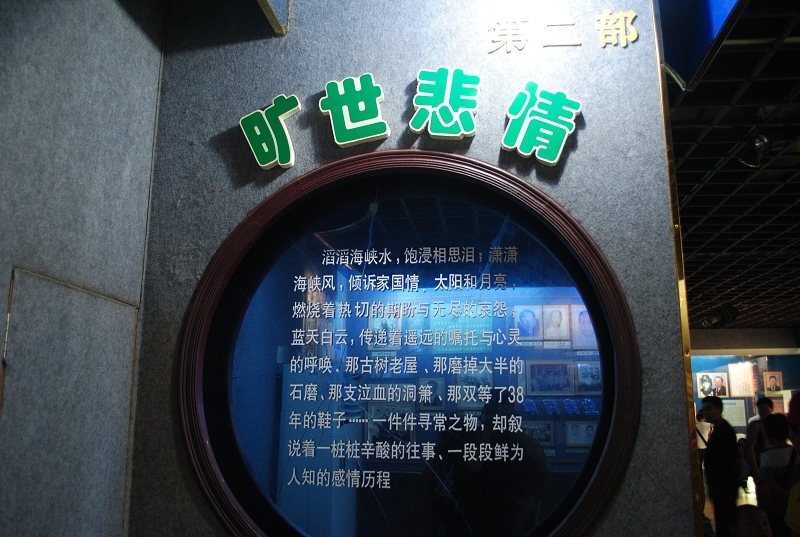 第二部
旷世悲情
滔滔海峡水，饱浸相思泪；潇潇
海峡风，倾诉家国情。太阳和月亮，
燃烧着热切的期盼与无尽的哀怨。
蓝天白云，传递着遥远的嘱托与心灵
的呼唤．那古树老屋、那磨掉大半的
石磨、那支泣血的洞箫、那双等了38
年的鞋子……一件件寻常之物，却叙
说着一桩桩辛酸的往事、一段段鲜为
人知的感情历程